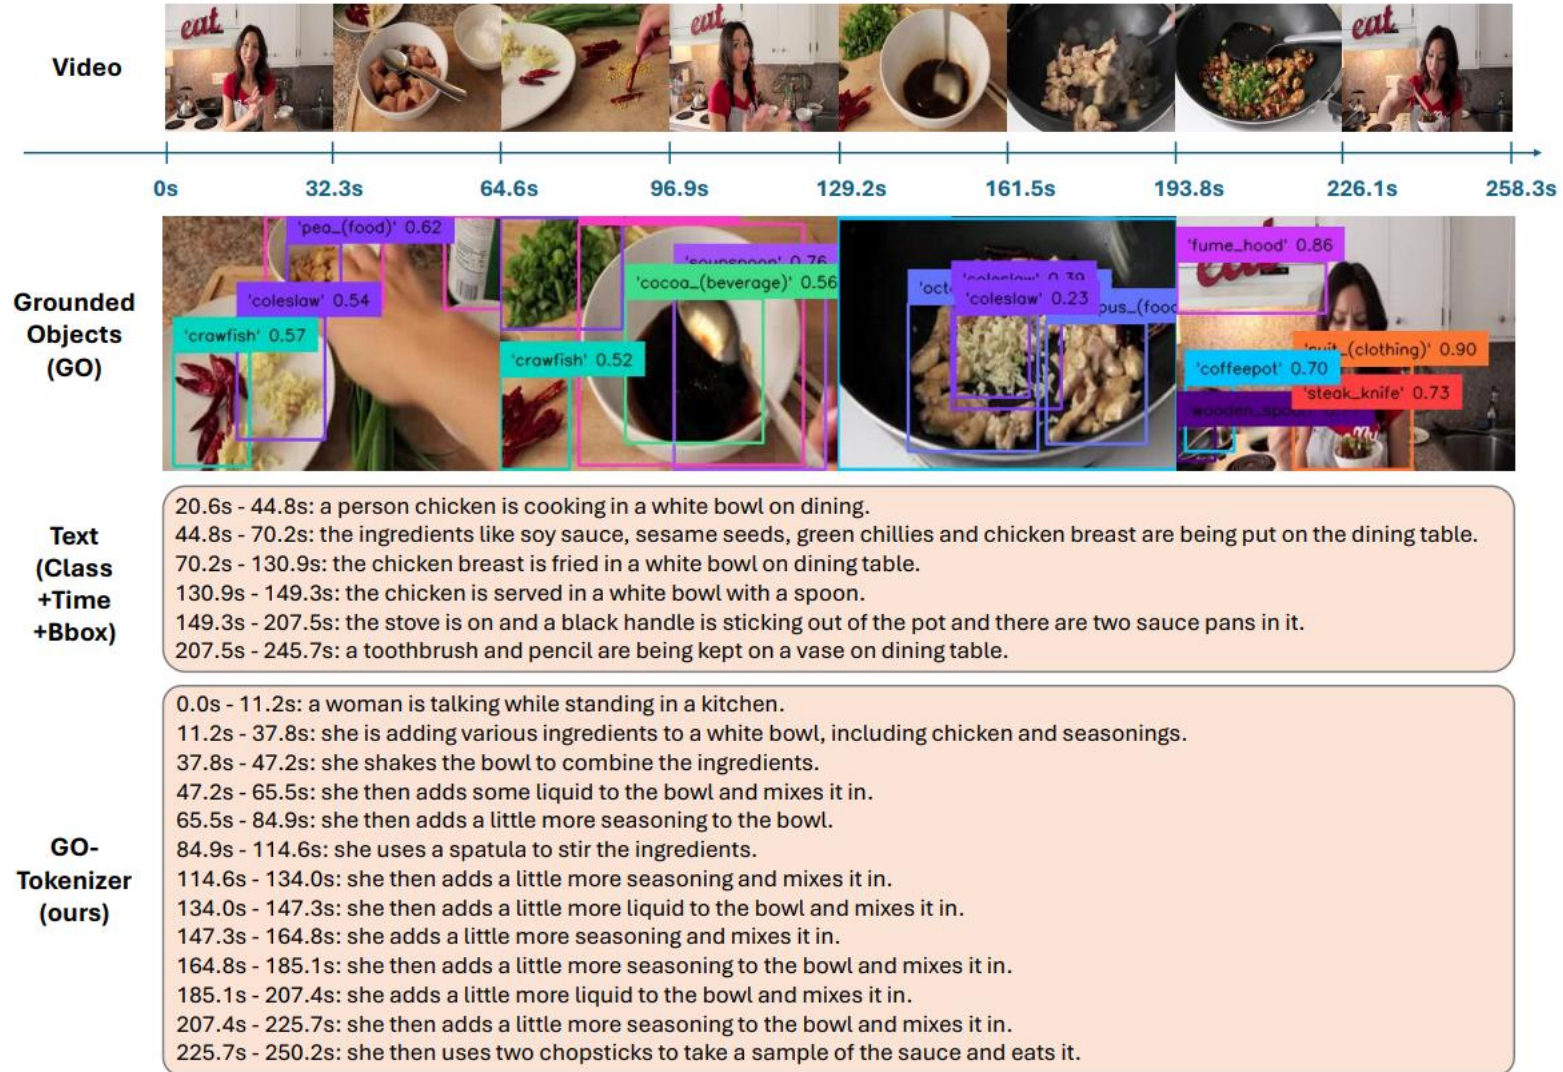 eat
eat
eat
Video
0s
32.3s
64.6s
96.9s
129.2s
161.5s
193.8s
226.1s
258.3s
Grounded
Objects
(GO)
'pea_(food)' 0.62
'coleslaw' 0.54
'crawfish' 0.57
'soupspoon' 0.76
'cocoa_(beverage)' 0.56
'crawfish' 0.52
'coleslaw' 0.39
'oct
'coleslaw' 0.23
pus_(food
'fume_hood' 0.86
eat
_(clothing)' 0.90
'coffeepot' 0.70
'steak_knife' 0.73
'wooden_spoo
Text
(Class
+Time
+Bbox)
20.6s - 44.8s: a person chicken is cooking in a white bowl on dining.
44.8s - 70.2s: the ingredients like soy sauce, sesame seeds, green chillies and chicken breast are being put on the dining table.
70.2s - 130.9s: the chicken breast is fried in a white bowl on dining table.
130.9s - 149.3s: the chicken is served in a white bowl with a spoon.
149.3s - 207.5s: the stove is on and a black handle is sticking out of the pot and there are two sauce pans in it.
207.5s - 245.7s: a toothbrush and pencil are being kept on a vase on dining table.
GO-
Tokenizer
(ours)
0.0s - 11.2s: a woman is talking while standing in a kitchen.
11.2s - 37.8s: she is adding various ingredients to a white bowl, including chicken and seasonings.
37.8s - 47.2s: she shakes the bowl to combine the ingredients.
47.2s - 65.5s: she then adds some liquid to the bowl and mixes it in.
65.5s - 84.9s: she then adds a little more seasoning to the bowl.
84.9s - 114.6s: she uses a spatula to stir the ingredients.
114.6s - 134.0s: she then adds a little more seasoning and mixes it in.
134.0s - 147.3s: she then adds a little more liquid to the bowl and mixes it in.
147.3s - 164.8s: she adds a little more seasoning and mixes it in.
164.8s - 185.1s: she then adds a little more seasoning to the bowl and mixes it in.
185.1s - 207.4s: she adds a little more liquid to the bowl and mixes it in.
207.4s - 225.7s: she then adds a little more seasoning to the bowl and mixes it in.
225.7s - 250.2s: she then uses two chopsticks to take a sample of the sauce and eats it.